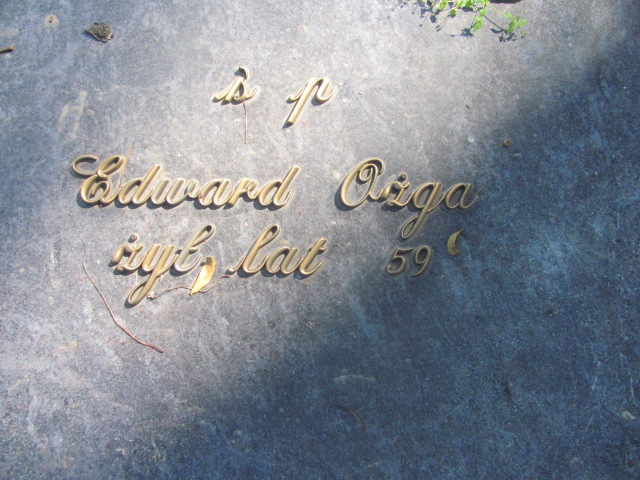 ś p
Edward Ożga
żył lat 59